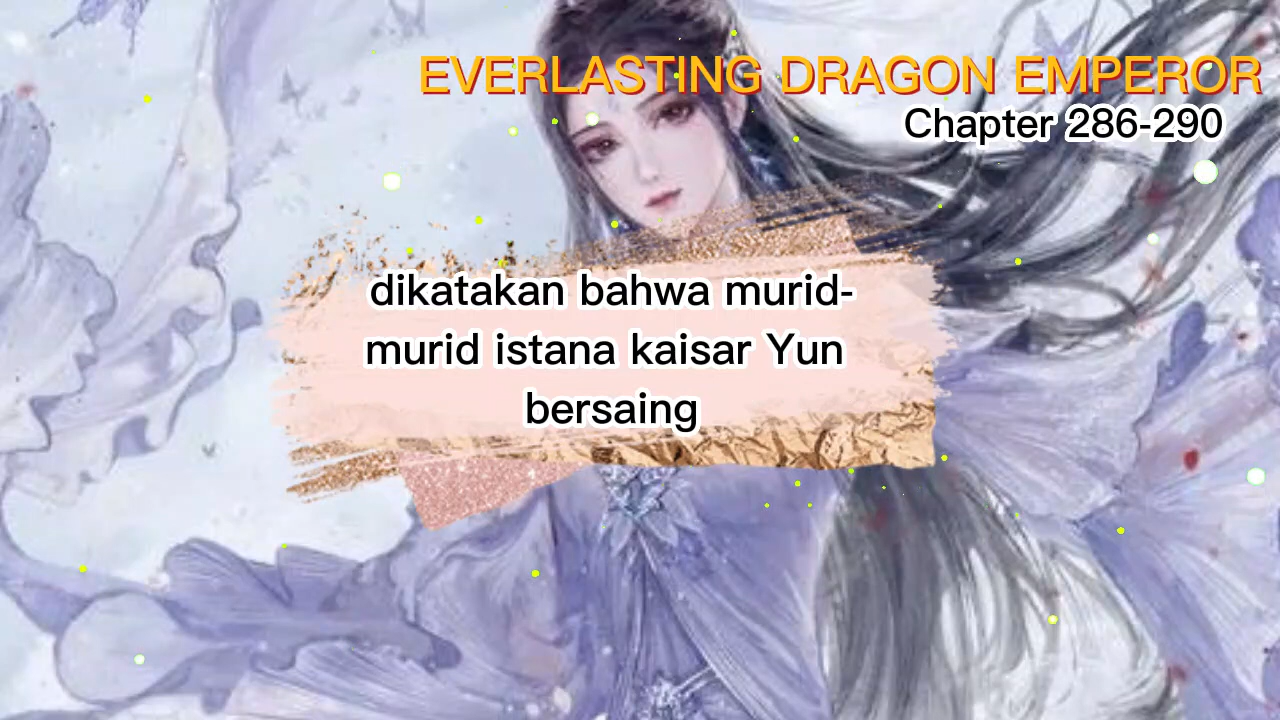 EVERLASTING DRAGON EMPEROR
Chapter 286-290
dikatakan bahwa murid-
murid istana kaisar Yun
bersaing